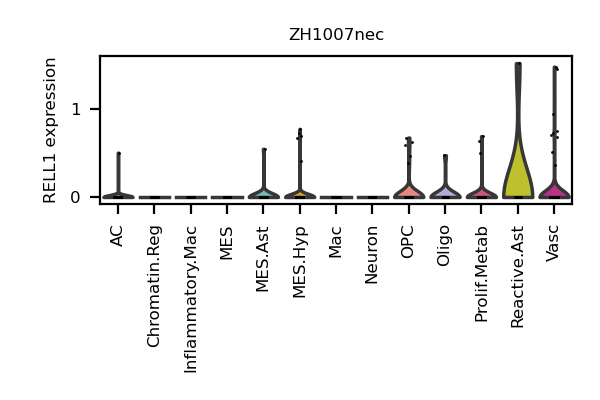 ZH1007nec
RELL1 expression
1
0
AC
Chromatin.Reg
Inflammatory.Mac
MES
MES.Ast
MES.Hyp
Mac
Neuron
OPC
Oligo
Prolif.Metab
Reactive.Ast
Vasc